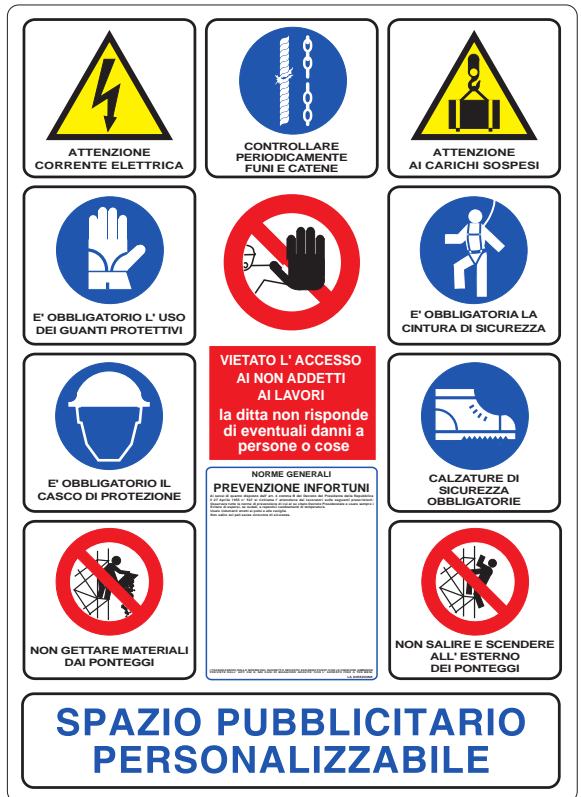 ATTENZIONE
CORRENTE ELETTRICA
CONTROLLARE
PERIODICAMENTE
FUNI E CATENE
ATTENZIONE
AI CARICHI SOSPESI
E' OBBLIGATORIO L' USO
DEI GUANTI PROTETTIVI
E' OBBLIGATORIA LA
CINTURA DI SICUREZZA
VIETATO L' ACCESSO
AI NON ADDETTI
AI LAVORI
la ditta non risponde
di eventuali danni a
persone o cose
E' OBBLIGATORIO IL
CASCO DI PROTEZIONE
CALZATURE DI
SICUREZZA
OBBLIGATORIE
NORME GENERALI
PREVENZIONE INFORTUNI
NON GETTARE MATERIALI
DAI PONTEGGI
NON SALIRE E SCENDERE
ALL' ESTERNO
DEI PONTEGGI
LA DIREZIONE
SPAZIO PUBBLICITARIO
PERSONALIZZABILE